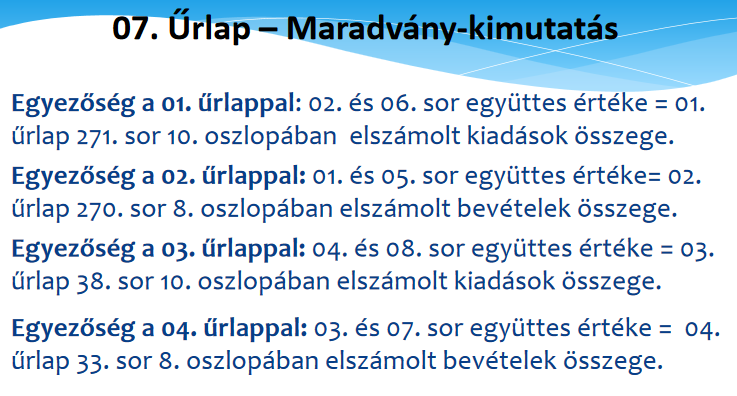 07. Űrlap – Maradvány-kimutatás
Egyezőség a 01. űrlappal: 02. és 06. sor együttes értéke = 01.
űrlap 271. sor 10. oszlopában elszámolt kiadások összege.
Egyezőség a 02. űrlappal: 01. és 05. sor együttes értéke= 02.
űrlap 270. sor 8. oszlopában elszámolt bevételek összege.
Egyezőség a 03. űrlappal: 04. és 08. sor együttes értéke = 03.
űrlap 38. sor 10. oszlopában elszámolt kiadások összege.
Egyezőség a 04. űrlappal: 03. és 07. sor együttes értéke = 04.
űrlap 33. sor 8. oszlopában elszámolt bevételek összege.